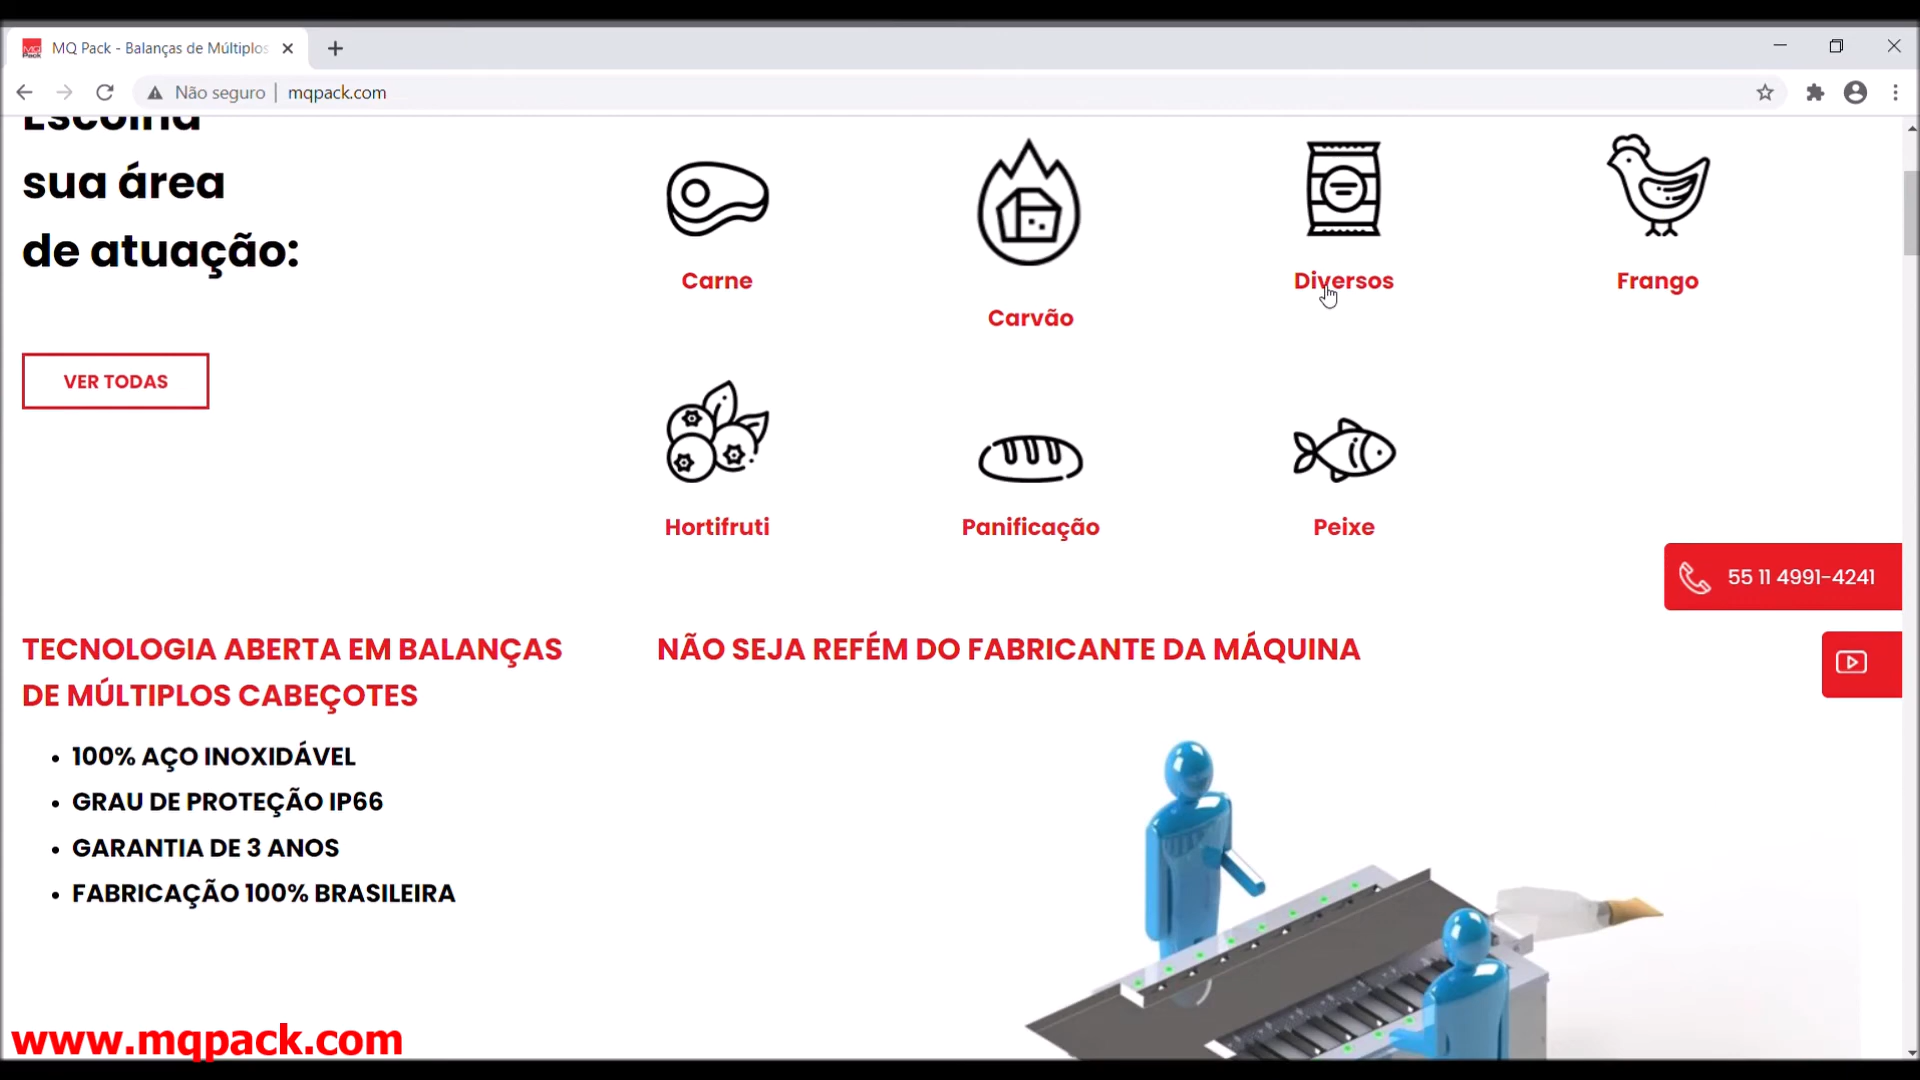 MQ Pack - Balanças de Múltiplos
Não seguro | mqpack.com
Escolha
sua área
de atuação:
VER TODAS
Carne
Carvão
Diversos
Frango
Hortifruti
Panificação
Peixe
55 11 4991-4241
TECNOLOGIA ABERTA EM BALANÇAS
DE MÚLTIPLOS CABEÇOTES
• 100% AÇO INOXIDÁVEL
• GRAU DE PROTEÇÃO IP66
• GARANTIA DE 3 ANOS
• FABRICAÇÃO 100% BRASILEIRA
NÃO SEJA REFÉM DO FABRICANTE DA MÁQUINA
www.mqpack.com